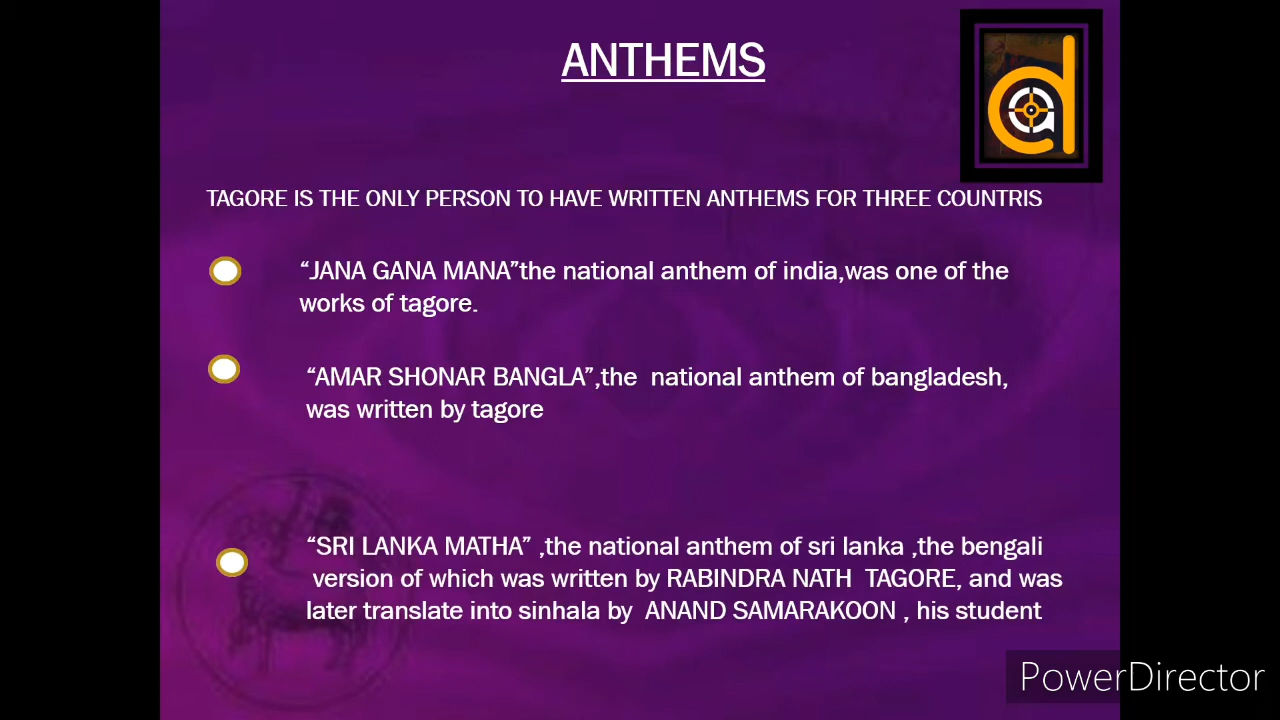 ANTHEMS
TAGORE IS THE ONLY PERSON TO HAVE WRITTEN ANTHEMS FOR THREE COUNTRIS
“JANA GANA MANA”the national anthem of india,was one of the
works of tagore.
“AMAR SHONAR BANGLA”,the national anthem of bangladesh,
was written by tagore
“SRI LANKA MATHA” ,the national anthem of sri lanka ,the bengali
version of which was written by RABINDRA NATH TAGORE, and was
later translate into sinhala by ANAND SAMARAKOON , his student
PowerDirector